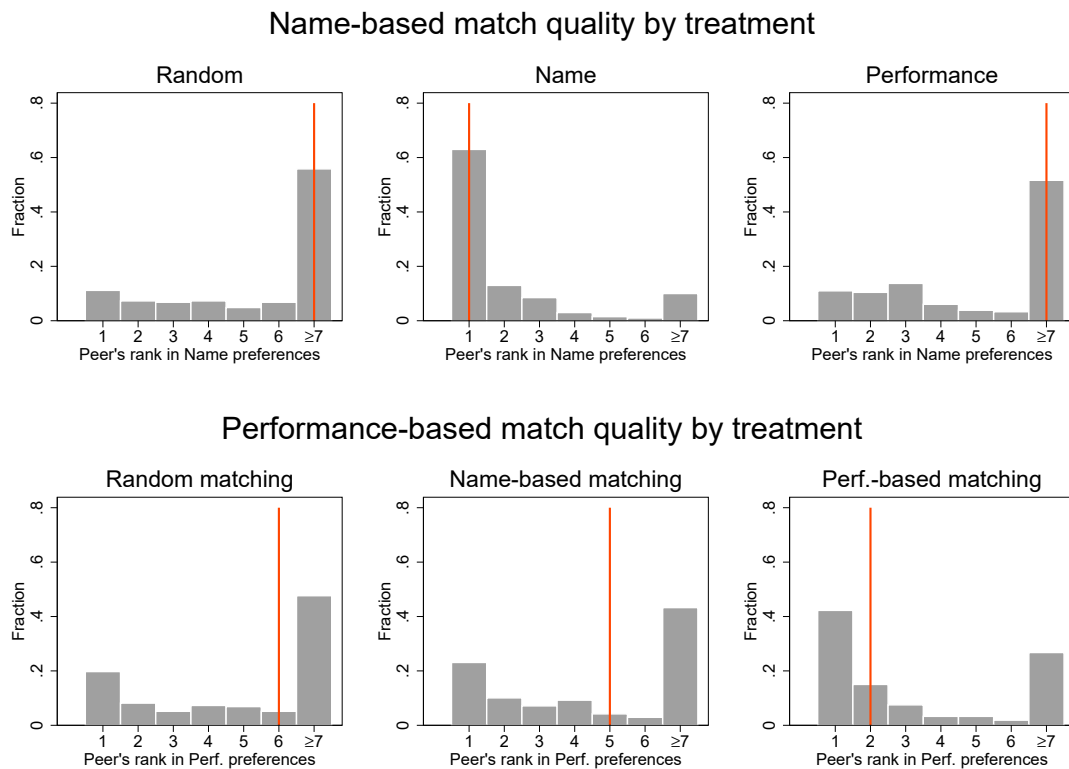 Name-based match quality by treatment
Random
Name
Performance
Fraction
0 .2 .4 .6 .8
1 2 3 4 5 6 ≥7
Peer's rank in Name preferences
Fraction
0 .2 .4 .6 .8
1 2 3 4 5 6 ≥7
Peer's rank in Name preferences
Fraction
0 .2 .4 .6 .8
1 2 3 4 5 6 ≥7
Peer's rank in Name preferences
Performance-based match quality by treatment
Random matching
Name-based matching
Perf.-based matching
Fraction
0 .2 .4 .6 .8
1 2 3 4 5 6 ≥7
Peer's rank in Perf. preferences
Fraction
0 .2 .4 .6 .8
1 2 3 4 5 6 ≥7
Peer's rank in Perf. preferences
Fraction
0 .2 .4 .6 .8
1 2 3 4 5 6 ≥7
Peer's rank in Perf. preferences